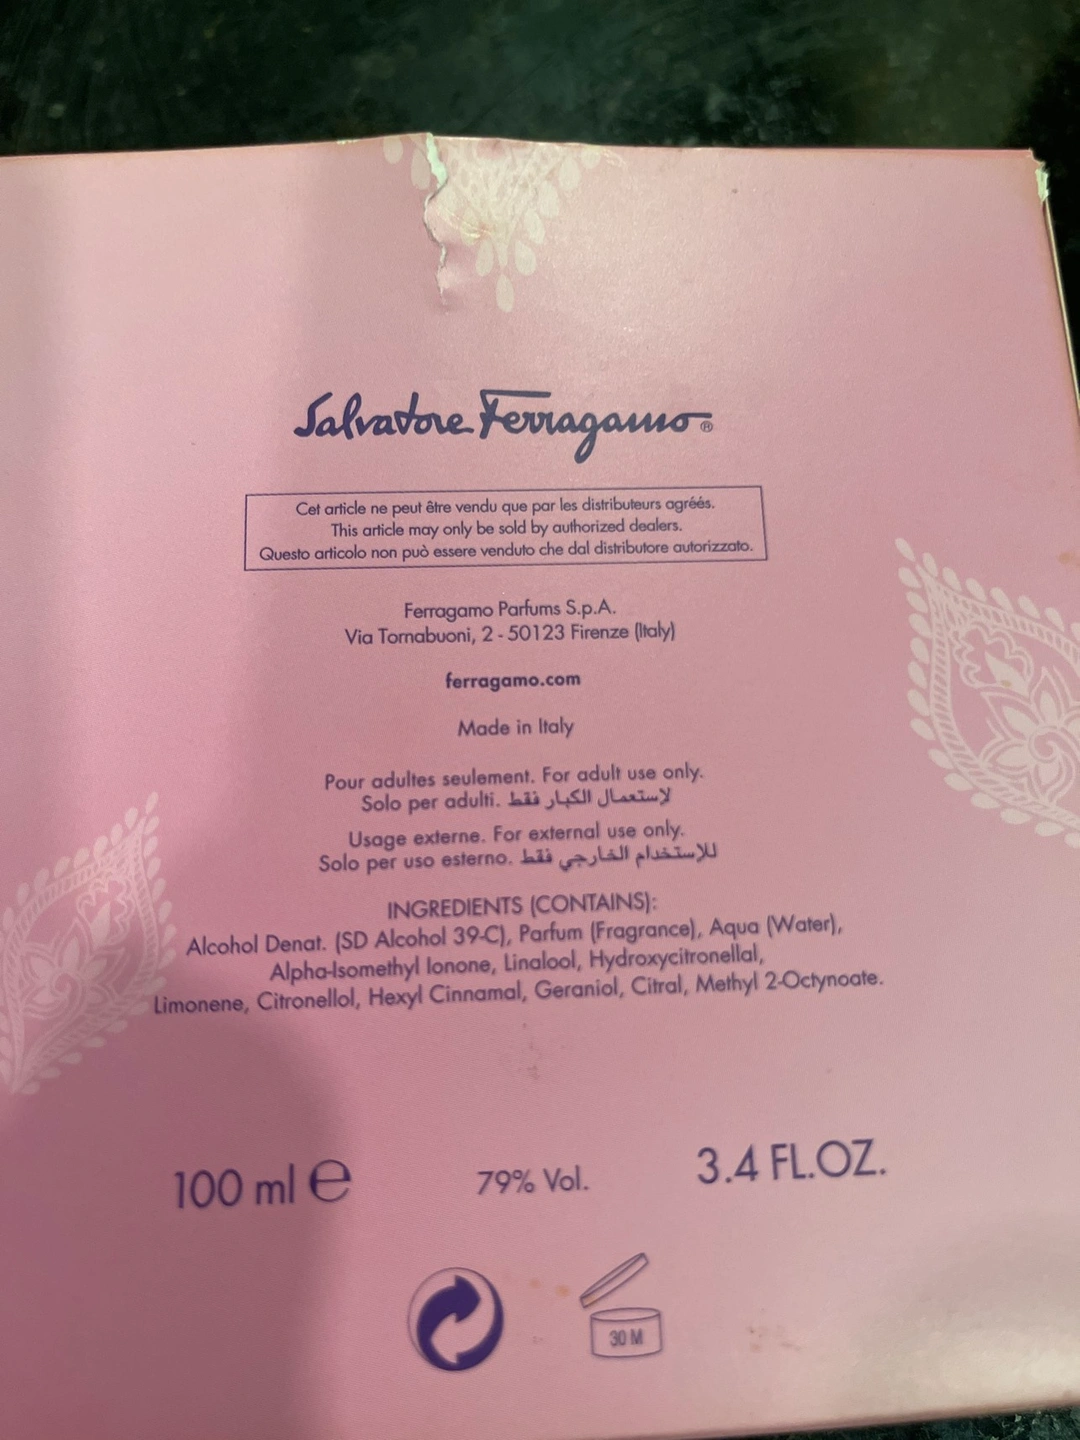 Salvatore Ferragamo®
Cet article ne peut être vendu que par les distributeurs agréés.
This article may only be sold by authorized dealers.
Questo articolo non può essere venduto che dal distributore autorizzato.
Ferragamo Parfums S.p.A.
Via Tornabuoni, 2 - 50123 Firenze (Italy)
ferragamo.com
Made in Italy
Pour adultes seulement. For adult use only.
Solo per adulti. لإستعمال الكبار فقط
Usage externe. For external use only.
Solo per uso esterno. للإستخدام الخارجي فقط
INGREDIENTS (CONTAINS):
Alcohol Denat. (SD Alcohol 39-C), Parfum (Fragrance), Aqua (Water),
Alpha-Isomethyl Ionone, Linalool, Hydroxycitronellal,
Limonene, Citronellol, Hexyl Cinnamal, Geraniol, Citral, Methyl 2-Octynoate.
100 ml e 79% Vol. 3.4 FL.OZ.
30 M